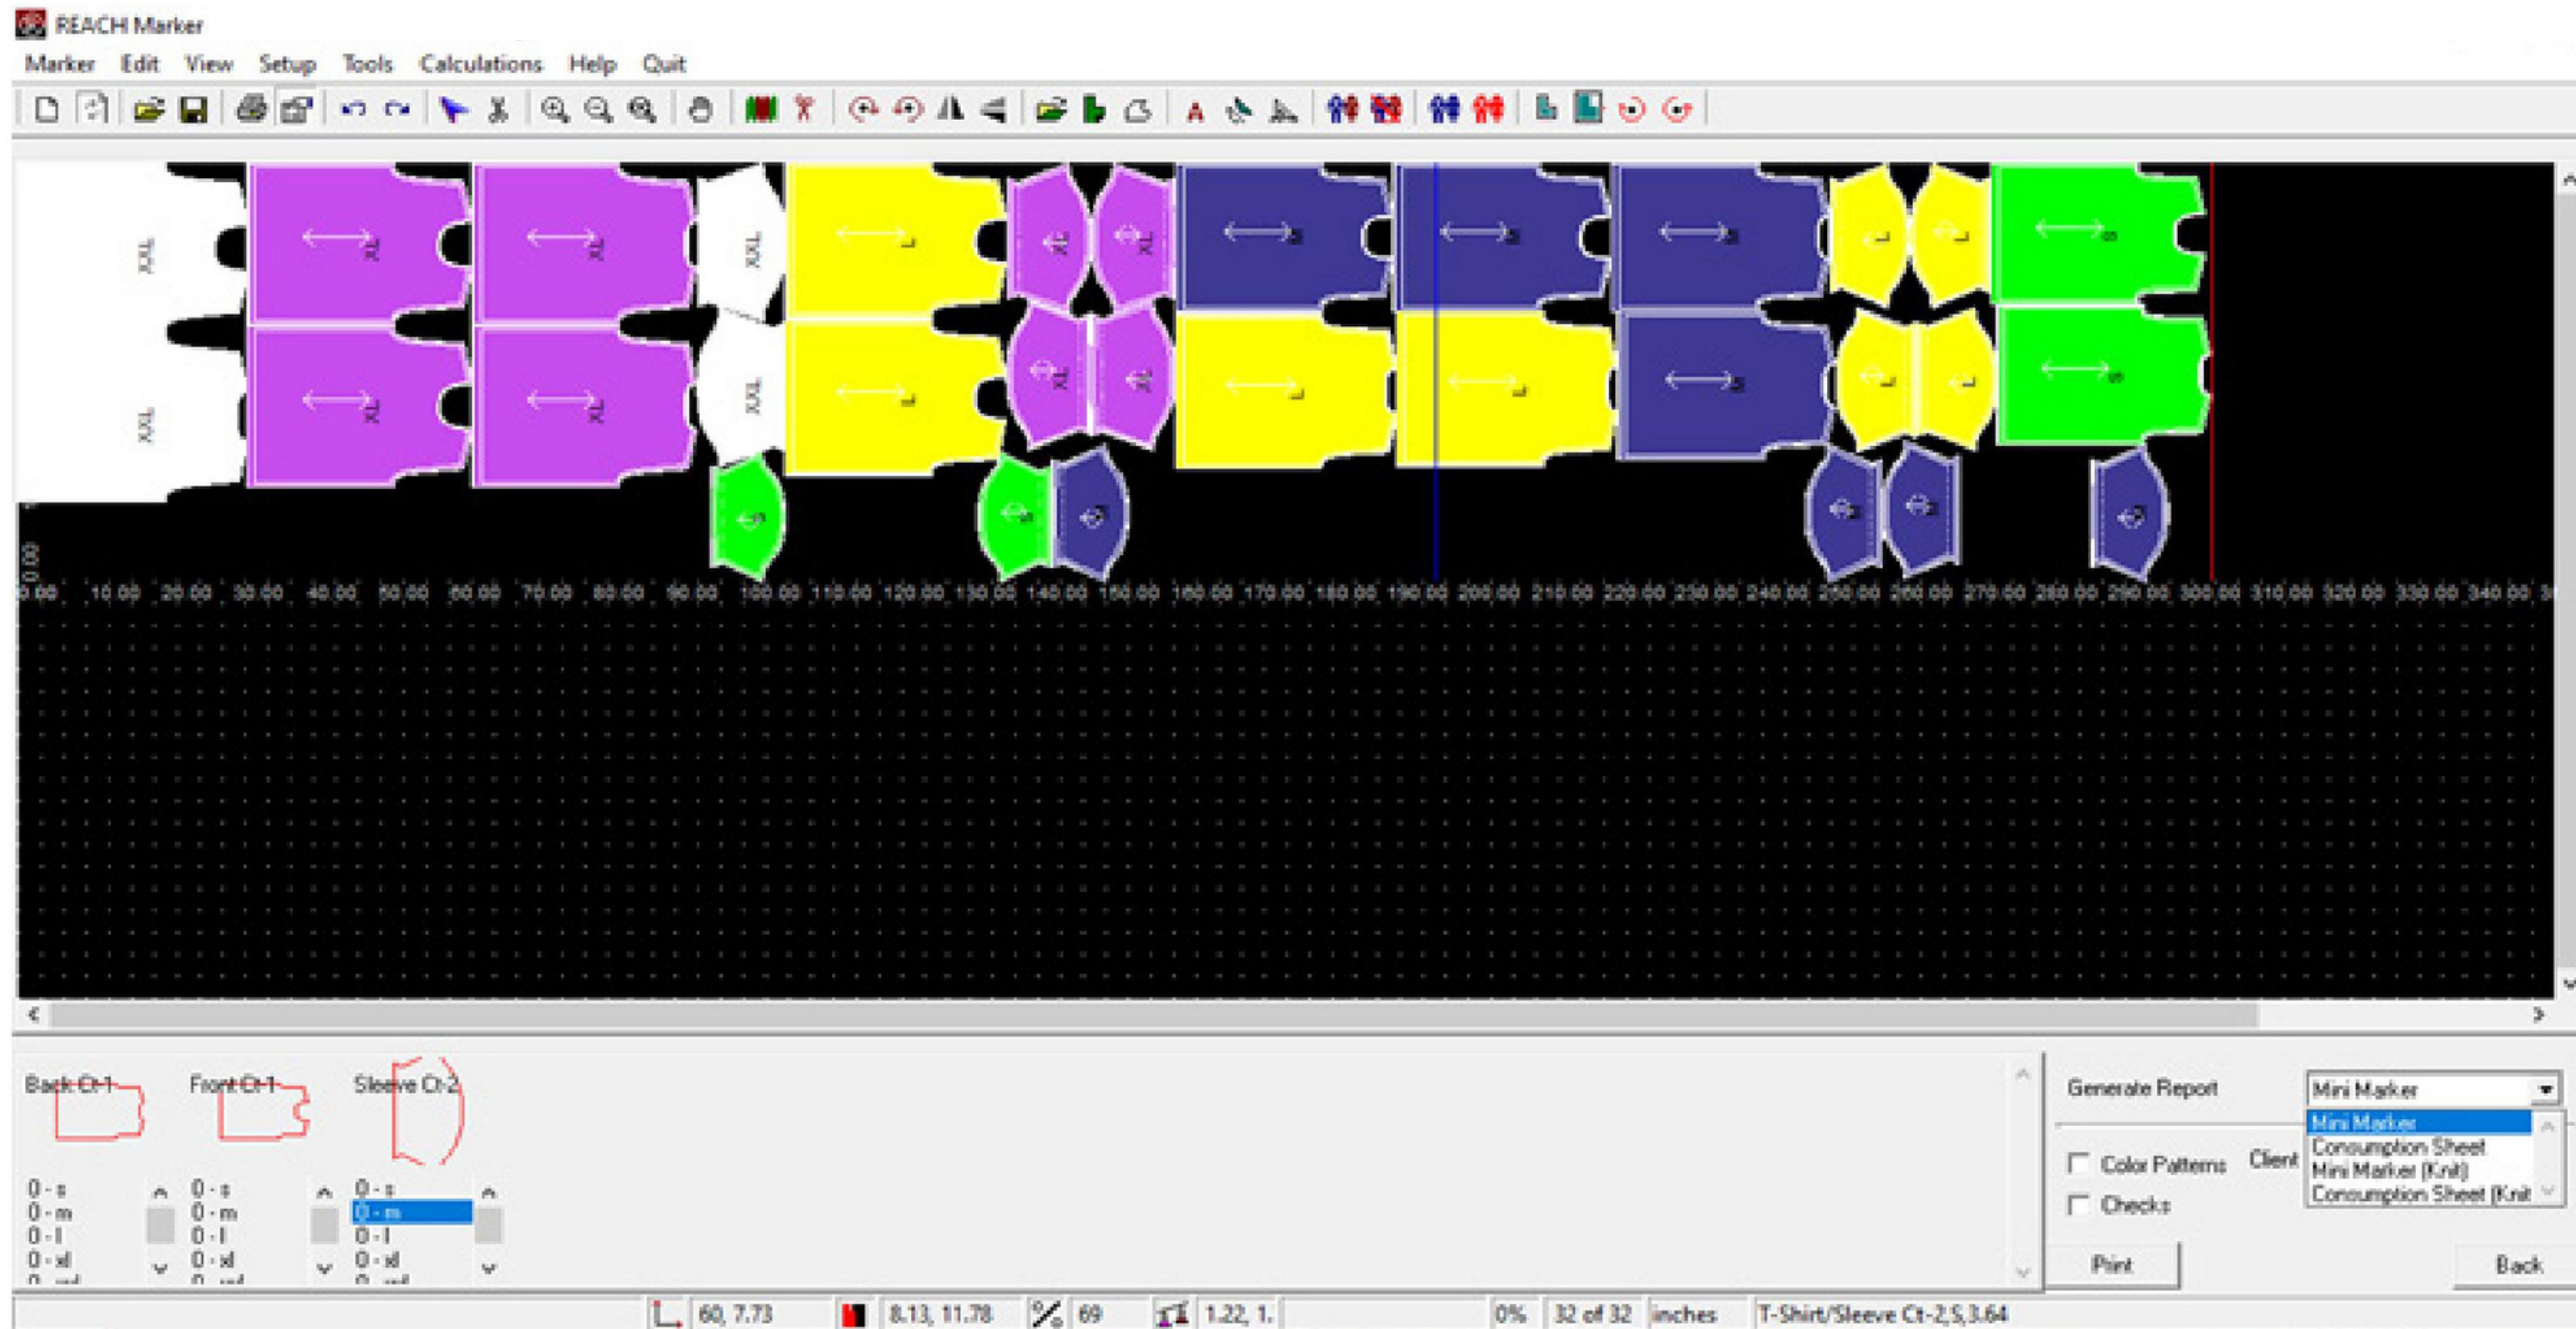 REACH Marker
Marker Edit View Setup Tools Calculations Help Quit
XXL XL XL XXL L XL XL M M M L L S
XXL XL XL XXL L XL XL L L M L L S
S S M M M M
0.00
0.00 10.00 20.00 30.00 40.00 50.00 60.00 70.00 80.00 90.00 100.00 110.00 120.00 130.00 140.00 150.00 160.00 170.00 180.00 190.00 200.00 210.00 220.00 230.00 240.00 250.00 260.00 270.00 280.00 290.00 300.00 310.00 320.00 330.00 340.00
Back Ct-1 Front Ct-1 Sleeve Ct-2
0 - s 0 - s 0 - s
0 - m 0 - m 0 - m
0 - l 0 - l 0 - l
0 - xl 0 - xl 0 - xl
Generate Report Mini Marker
Mini Marker
Consumption Sheet
Color Patterns Client Mini Marker (Knit)
Consumption Sheet (Knit
Checks
Print Back
60, 7.73 8.13, 11.78 69 1.22, 1. 0% 32 of 32 inches T-Shirt/Sleeve Ct-2,S,3.64